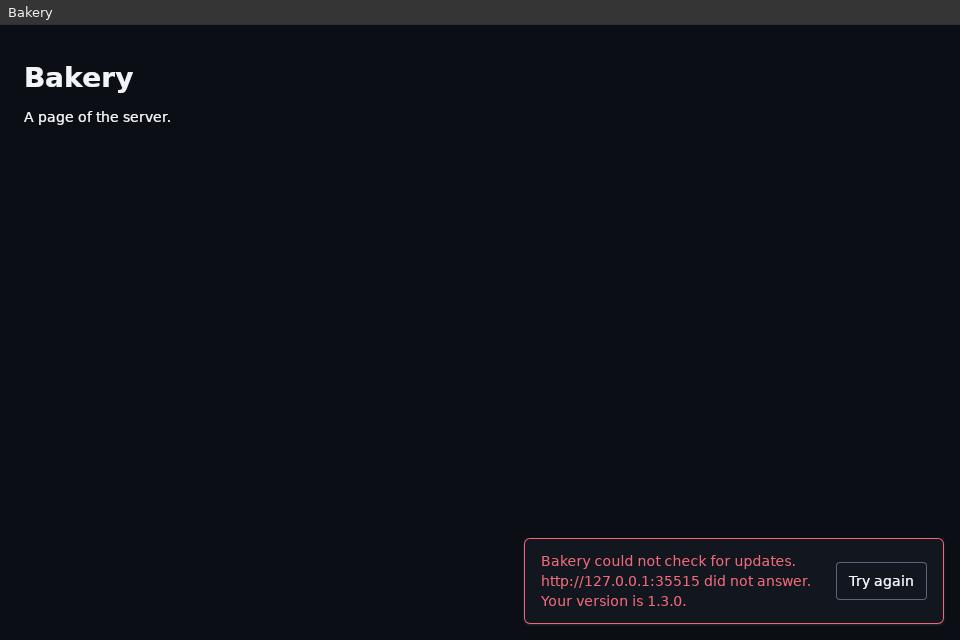 Bakery
Bakery
A page of the server.
Bakery could not check for updates.
http://127.0.0.1:35515 did not answer.
Your version is 1.3.0.
Try again